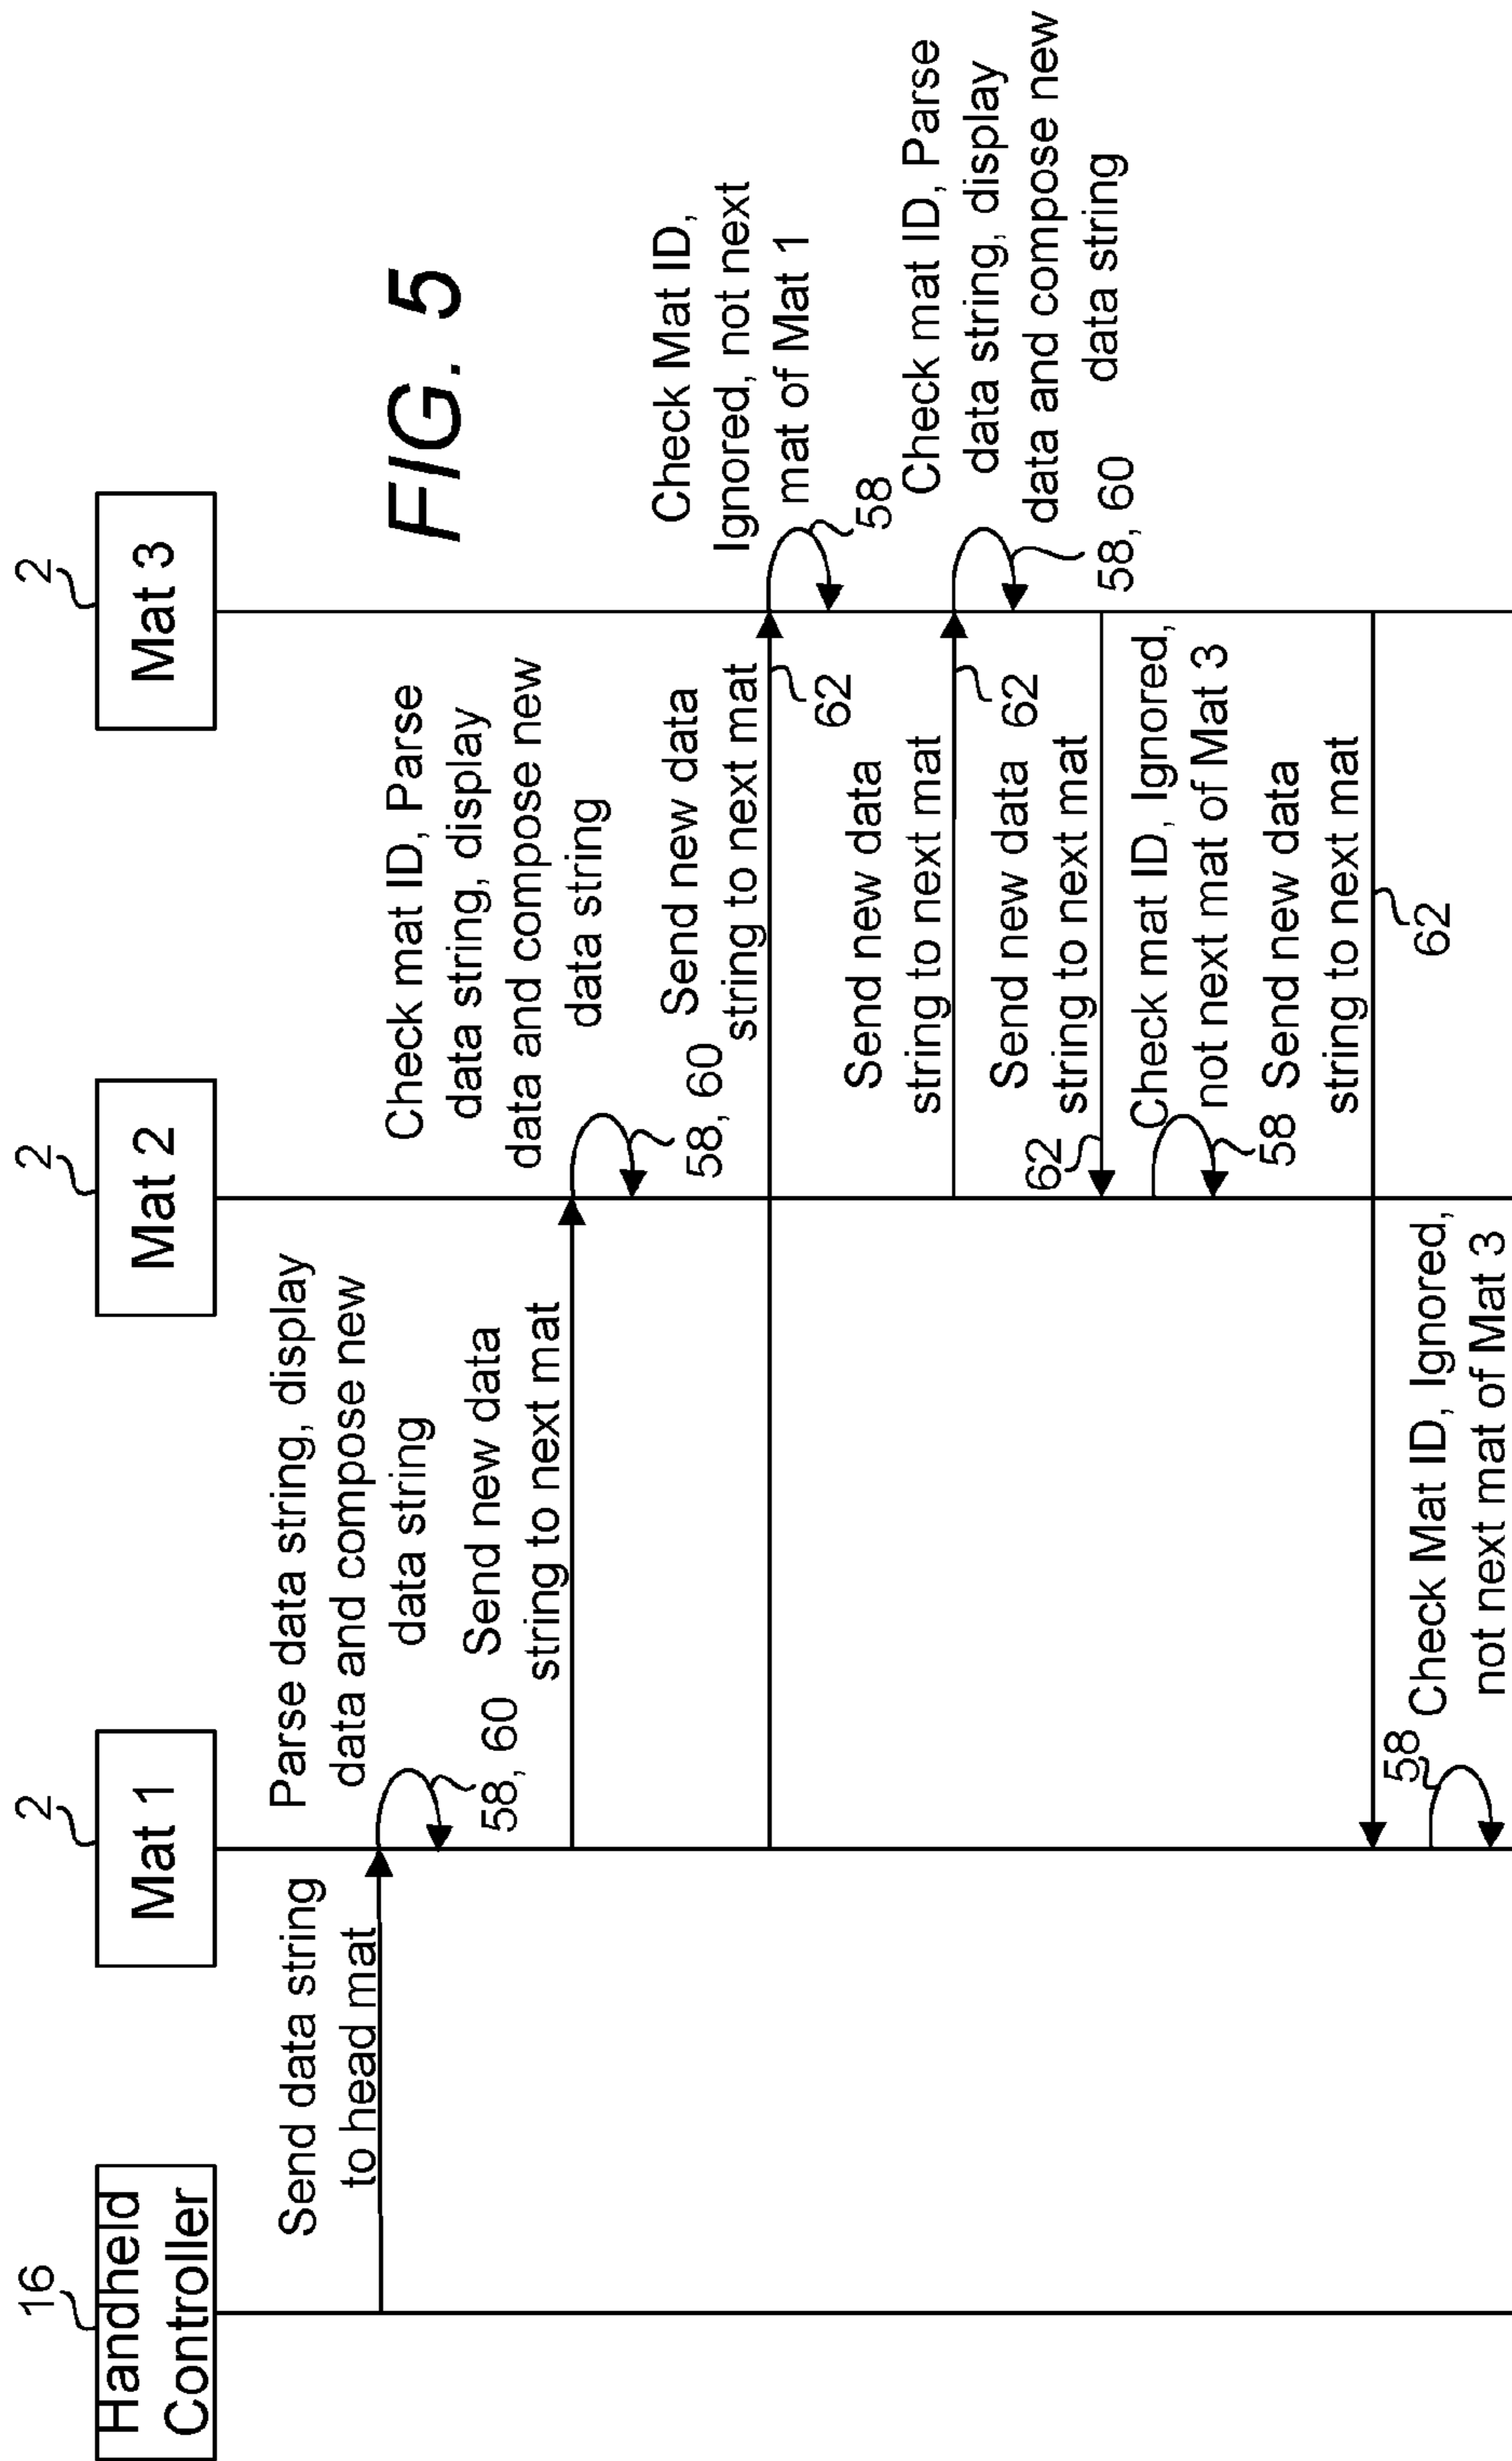 16
Handheld
Controller
2
Mat 1
2
Mat 2
2
Mat 3
FIG. 5
Send data string
to head mat
Parse data string, display
data and compose new
data string
58, 60
Send new data
string to next mat
Check mat ID, Parse
data string, display
data and compose new
data string
58, 60
Send new data
string to next mat
62
Check Mat ID,
Ignored, not next
mat of Mat 1
58
Send new data
string to next mat
62
Check mat ID, Parse
data string, display
data and compose new
data string
58, 60
Send new data
string to next mat
62
Check mat ID, Ignored,
not next mat of Mat 3
58
Send new data
string to next mat
62
58
Check Mat ID, Ignored,
not next mat of Mat 3